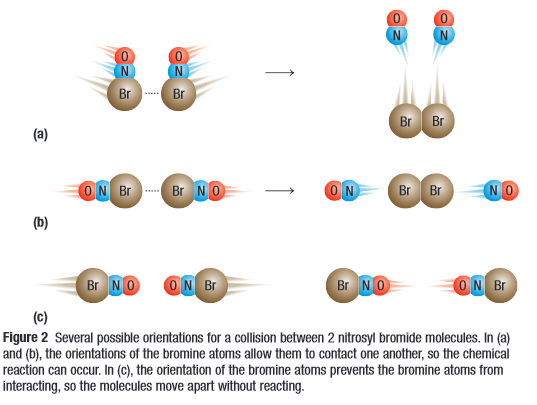 O O
N N
O O
N N
Br ..... Br
Br Br
(a)
O N Br ..... Br N O
O N Br Br N O
(b)
Br N O O N Br
Br N O O N Br
(c)
Figure 2 Several possible orientations for a collision between 2 nitrosyl bromide molecules. In (a)
and (b), the orientations of the bromine atoms allow them to contact one another, so the chemical
reaction can occur. In (c), the orientation of the bromine atoms prevents the bromine atoms from
interacting, so the molecules move apart without reacting.